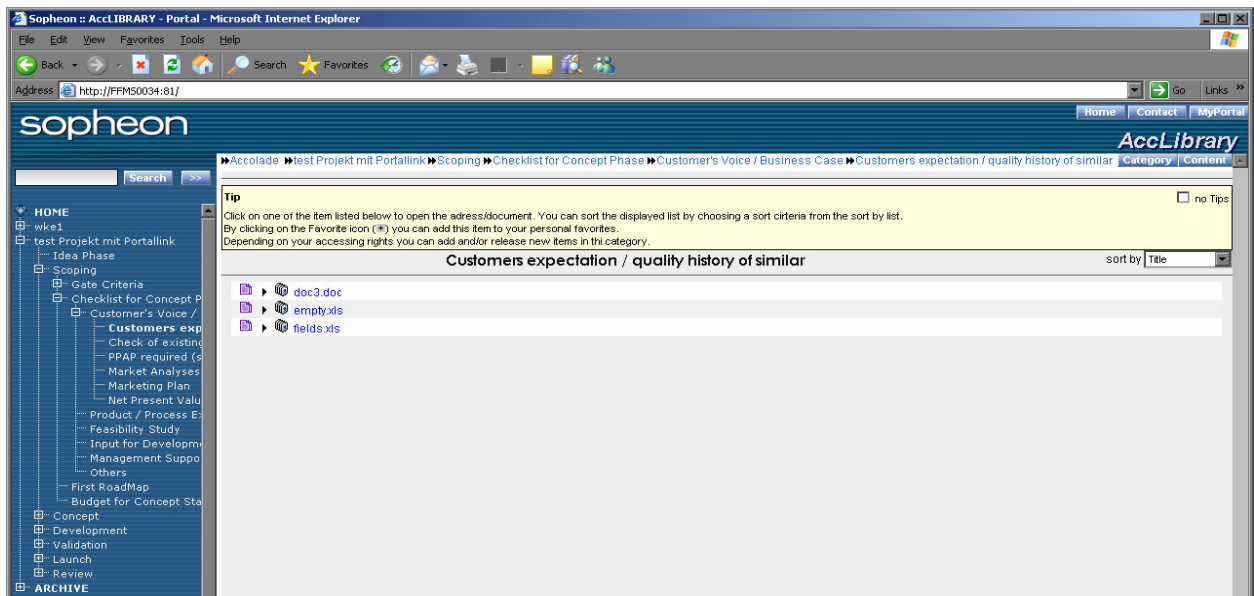 Sopheon :: AccLIBRARY - Portal - Microsoft Internet Explorer
File Edit View Favorites Tools Help
Back Search Favorites
Address http://FFMS0034:81/ Go Links »
sopheon
Home Contact MyPortal
AccLibrary
Accolade test Projekt mit Portallink Scoping Checklist for Concept Phase Customer's Voice / Business Case Customers expectation / quality history of similar Category Content
Search >>
Tip no Tips
Click on one of the item listed below to open the adress/document. You can sort the displayed list by choosing a sort cirteria from the sort by list.
By clicking on the Favorite icon (*) you can add this item to your personal favorites.
Depending on your accessing rights you can add and/or release new items in thi category.
Customers expectation / quality history of similar
sort by Title
doc3.doc
empty.xls
fields.xls
HOME
wke1
test Projekt mit Portallink
Idea Phase
Scoping
Gate Criteria
Checklist for Concept P
Customer's Voice /
Customers exp
Check of existing
PPAP required (s
Market Analyses
Marketing Plan
Net Present Valu
Product / Process E
Feasibility Study
Input for Developm
Management Suppo
Others
First RoadMap
Budget for Concept Sta
Concept
Development
Validation
Launch
Review
ARCHIVE